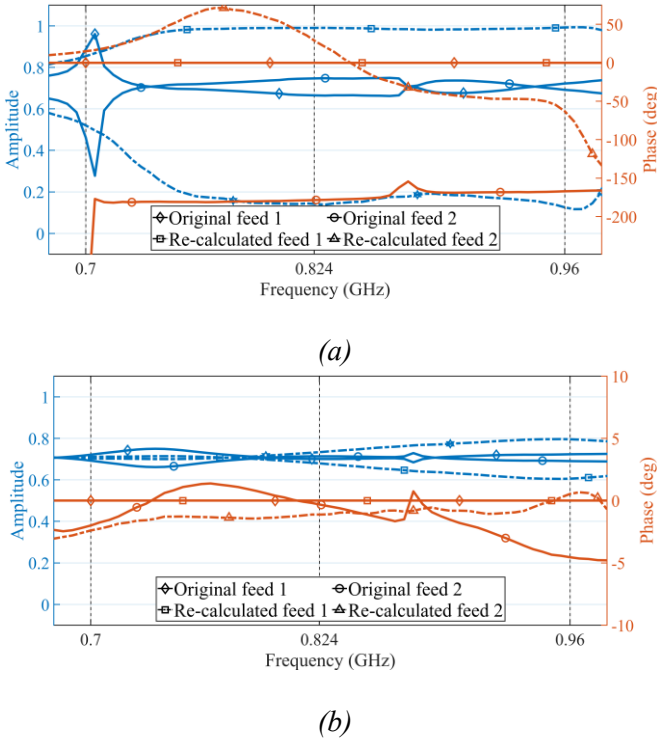 1
0.8
0.6
0.4
0.2
0
Amplitude
50
0
-50
-100
-150
-200
Phase (deg)
Original feed 1
Original feed 2
Re-calculated feed 1
Re-calculated feed 2
0.7
0.824
0.96
Frequency (GHz)
(a)
1
0.8
0.6
0.4
0.2
0
Amplitude
10
5
0
-5
-10
Phase (deg)
Original feed 1
Original feed 2
Re-calculated feed 1
Re-calculated feed 2
0.7
0.824
0.96
Frequency (GHz)
(b)